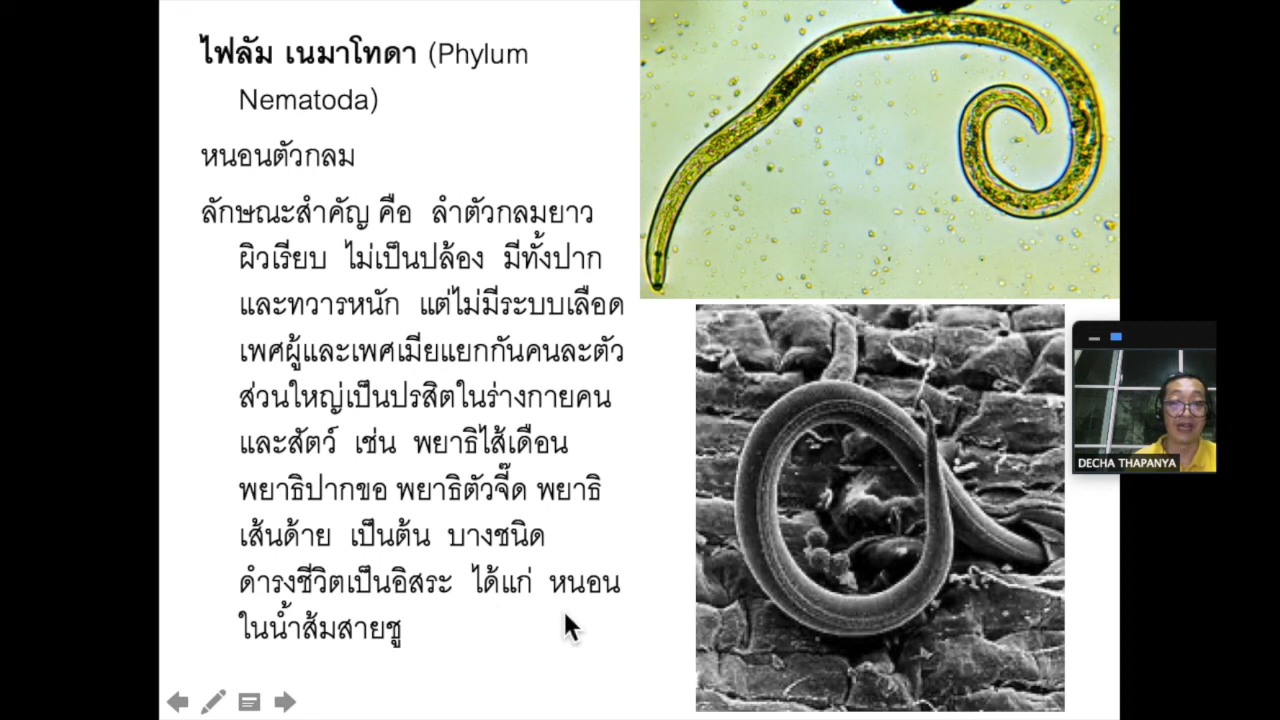 ไฟลัม เนมาโทดา (Phylum
Nematoda)
หนอนตัวกลม
ลักษณะสำคัญ คือ ลำตัวกลมยาว
ผิวเรียบ ไม่เป็นปล้อง มีทั้งปาก
และทวารหนัก แต่ไม่มีระบบเลือด
เพศผู้และเพศเมียแยกกันคนละตัว
ส่วนใหญ่เป็นปรสิตในร่างกายคน
และสัตว์ เช่น พยาธิไส้เดือน
พยาธิปากขอ พยาธิตัวจี๊ด พยาธิ
เส้นด้าย เป็นต้น บางชนิด
ดำรงชีวิตเป็นอิสระ ได้แก่ หนอน
ในน้ำส้มสายชู
DECHA THAPANYA